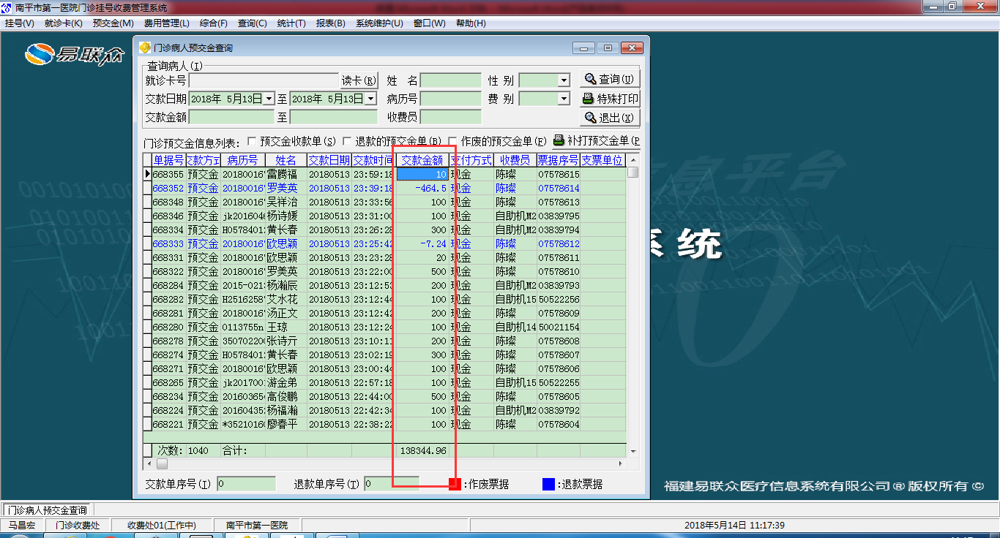 南平市第一医院门诊挂号收费管理系统
挂号(V) 就诊卡(K) 预交金(M) 费用管理(L) 综合(F) 查询(C) 统计(T) 报表(B) 系统维护(U) 窗口(W) 帮助(H)
易联众
门诊病人预交金查询
查询病人(I)
就诊卡号 读卡(R) 姓 名 性 别 查询(U)
交款日期 2018年 5月13日 至 2018年 5月13日 病历号 费 别 特殊打印
交款金额 至 收费员 退出(X)
门诊预交金信息列表: 预交金收款单(S) 退款的预交金单(B) 作废的预交金单(F) 补打预交金单(P
单据号 交款方式 病历号 姓名 交款日期 交款时间 交款金额 支付方式 收费员 票据序号 支票单位
668355 预交金 20180016 雷腾福 20180513 23:59:18 10 现金 陈璨 07578615
668352 预交金 20180016 罗美英 20180513 23:39:18 -464.5 现金 陈璨 07578614
668348 预交金 20180016 吴祥治 20180513 23:33:56 100 现金 陈璨 07578613
668346 预交金 jk201604 杨诗媛 20180513 23:31:00 100 现金 自助机M2 03839795
668334 预交金 H0578401 黄长春 20180513 23:26:28 300 现金 自助机M2 03839794
668333 预交金 20180016 欧思颖 20180513 23:25:42 -7.24 现金 陈璨 07578612
668331 预交金 20180016 欧思颖 20180513 23:23:28 20 现金 陈璨 07578611
668322 预交金 20180016 罗美英 20180513 23:22:00 500 现金 陈璨 07578610
668284 预交金 2015-021 杨瀚辰 20180513 23:12:53 200 现金 自助机M2 03839793
668282 预交金 H2516258 艾水花 20180513 23:12:44 100 现金 自助机15 50522256
668281 预交金 20180016 汤正文 20180513 23:12:42 200 现金 陈璨 07578609
668280 预交金 0113755n 王琼 20180513 23:12:24 100 现金 自助机14 50021154
668278 预交金 35070220 张诗亓 20180513 23:10:11 200 现金 陈璨 07578608
668274 预交金 H0578401 黄长春 20180513 23:02:19 300 现金 陈璨 07578607
668271 预交金 20180016 欧思颖 20180513 23:00:44 100 现金 陈璨 07578606
668265 预交金 jk201700 游金弟 20180513 22:57:18 100 现金 自助机15 50522255
668234 预交金 20160365 高俊鹏 20180513 22:44:00 500 现金 陈璨 07578605
668224 预交金 20160435 杨福瀚 20180513 22:42:34 100 现金 自助机M2 03839792
668221 预交金 *3521016 廖春平 20180513 22:38:22 100 现金 陈璨 07578604
次数: 1040 合计: 138344.96
交款单序号(I) 0 退款单序号(T) 0 :作废票据 :退款票据
信息平台
系统
福建易联众医疗信息系统有限公司®版权所有©
门诊病人预交金查询
马昌宏 门诊收费处 收费处01(工作中) 南平市第一医院 2018年5月14日 11:17:39